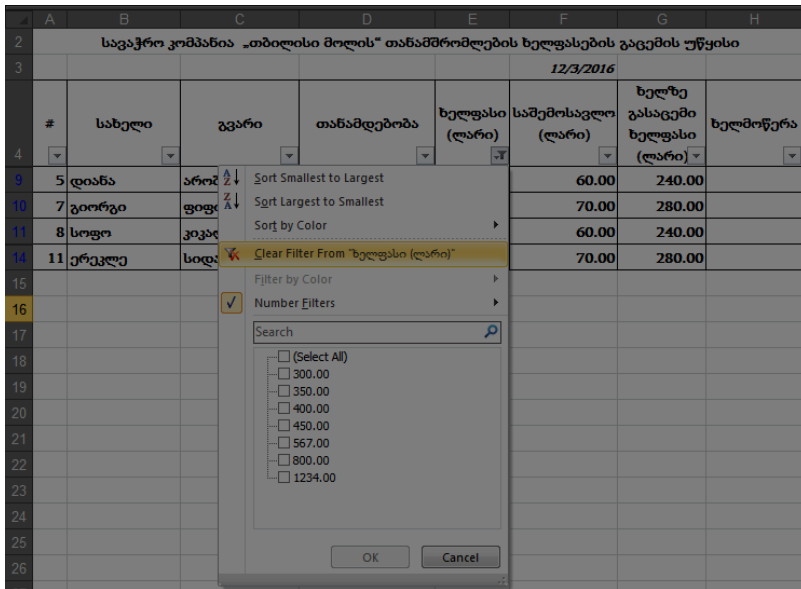 A B C D E F G H
2 სავაჭრო კომპანია „თბილისი მოლის“ თანამშრომლების ხელფასების გაცემის უწყისი
3 12/3/2016
4 # სახელი გვარი თანამდებობა ხელფასი (ლარი) საშემოსავლო (ლარი) ხელზე გასაცემი ხელფასი (ლარი) ხელმოწერა
9 5 დიანა 60.00 240.00
10 7 გიორგი 70.00 280.00
11 8 სოფო 60.00 240.00
14 11 ერეკლე 70.00 280.00
15
16
17
18
19
20
21
22
23
24
25
26
Sort Smallest to Largest
Sort Largest to Smallest
Sort by Color
Clear Filter From "ხელფასი (ლარი)"
Filter by Color
Number Filters
Search
(Select All)
300.00
350.00
400.00
450.00
567.00
800.00
1234.00
OK Cancel